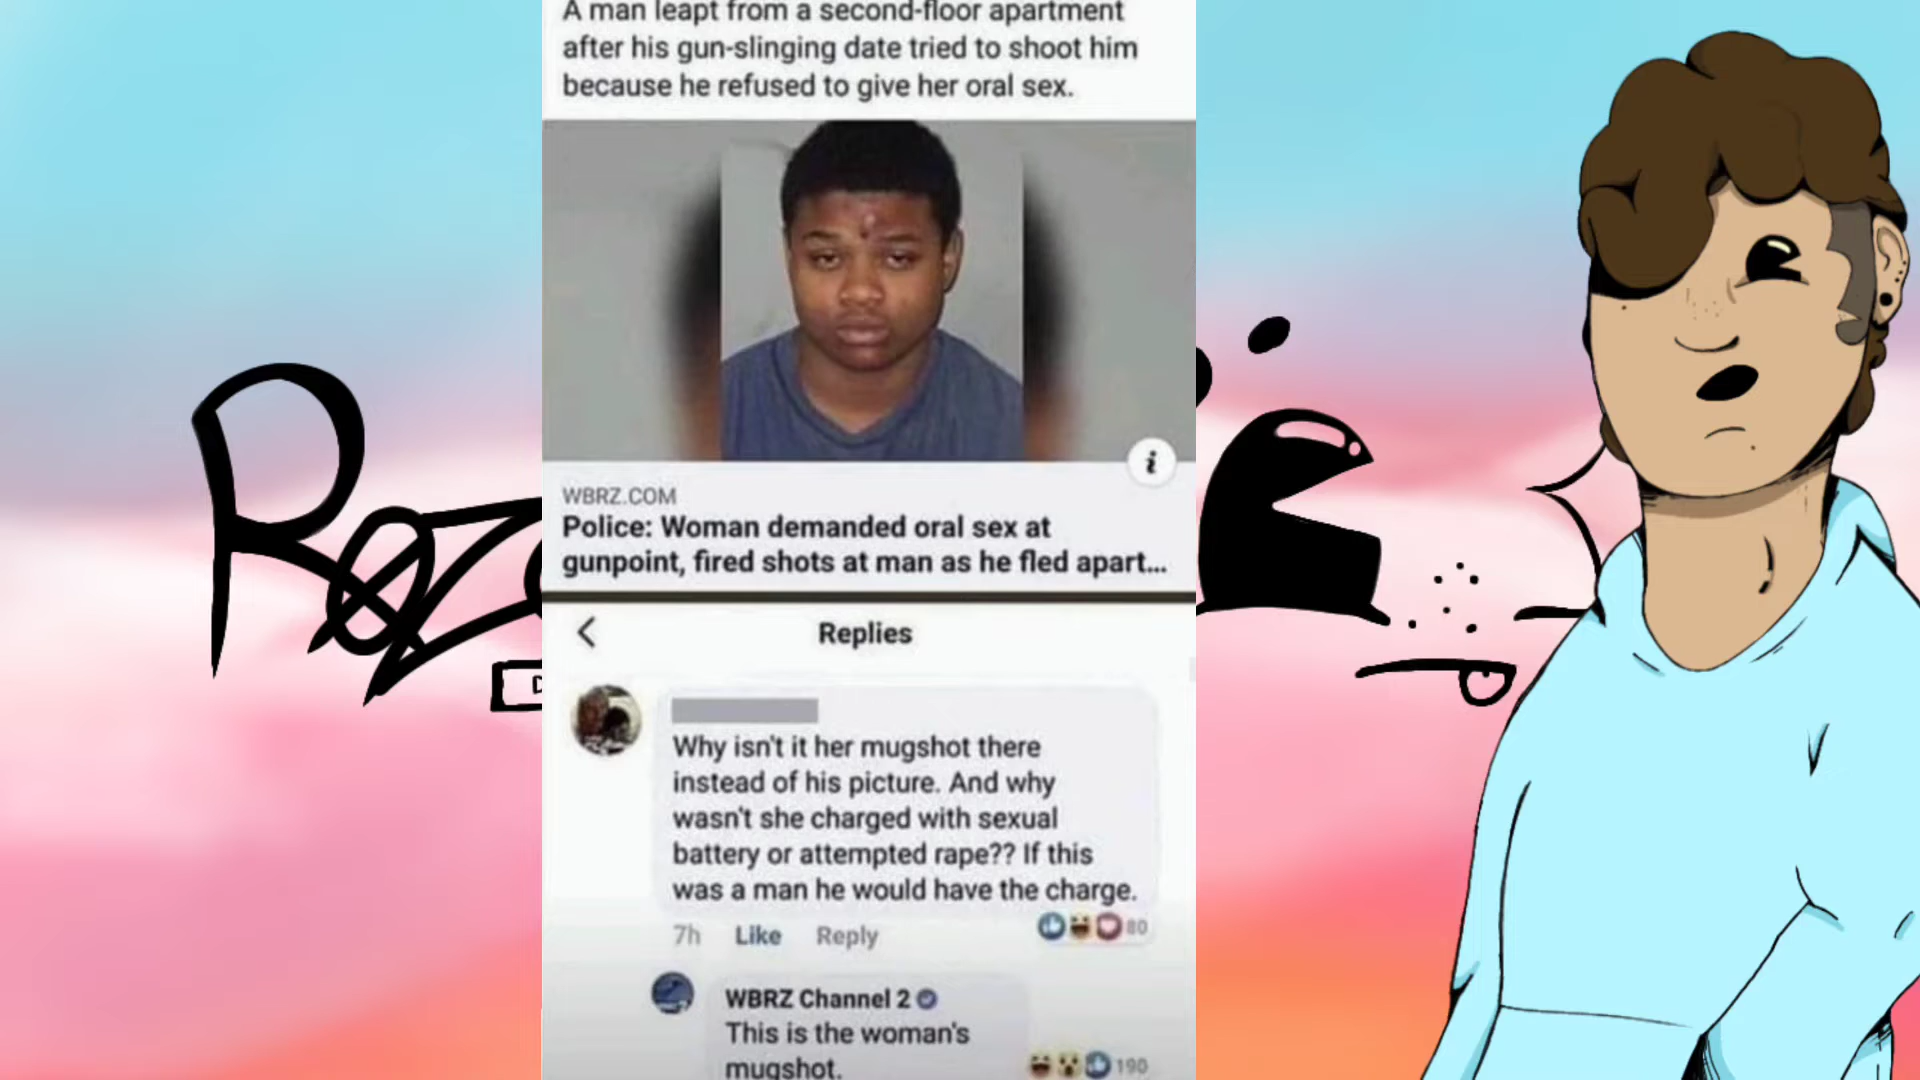 A man leapt from a second-floor apartment
after his gun-slinging date tried to shoot him
because he refused to give her oral sex.
WBRZ.COM
Police: Woman demanded oral sex at
gunpoint, fired shots at man as he fled apart...
Replies
Why isn't it her mugshot there
instead of his picture. And why
wasn't she charged with sexual
battery or attempted rape?? If this
was a man he would have the charge.
7h Like Reply 80
WBRZ Channel 2
This is the woman's
mugshot. 190